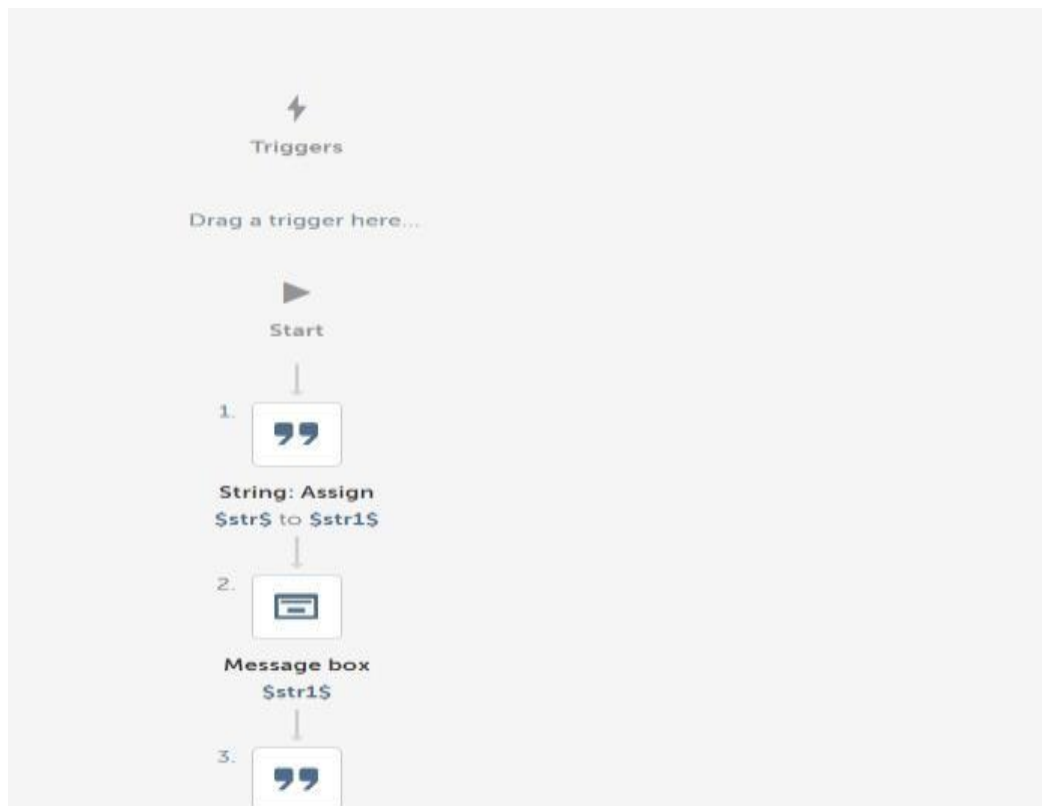 Triggers
Drag a trigger here...
Start
1.
String: Assign
$str$ to $str1$
2.
Message box
$str1$
3.